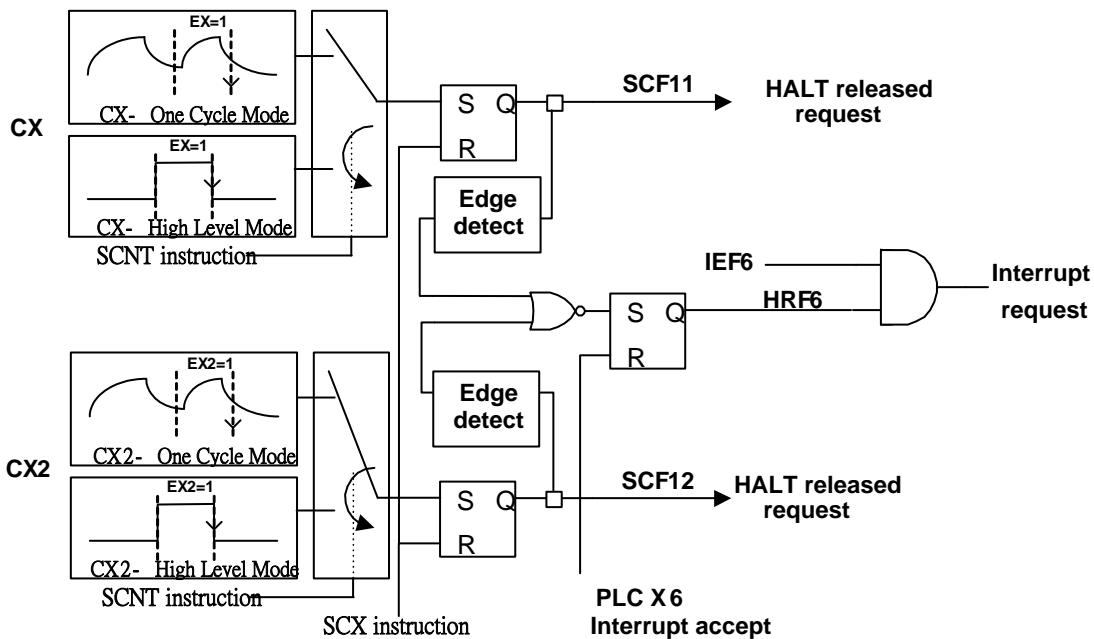 EX=1
CX- One Cycle Mode
CX
EX=1
CX- High Level Mode
SCNT instruction
S Q
R
SCF11
HALT released
request
Edge
detect
IEF6
HRF6
Interrupt
request
S Q
R
EX2=1
CX2- One Cycle Mode
CX2
EX2=1
CX2- High Level Mode
SCNT instruction
Edge
detect
S Q
R
SCF12
HALT released
request
SCX instruction
PLC X6
Interrupt accept